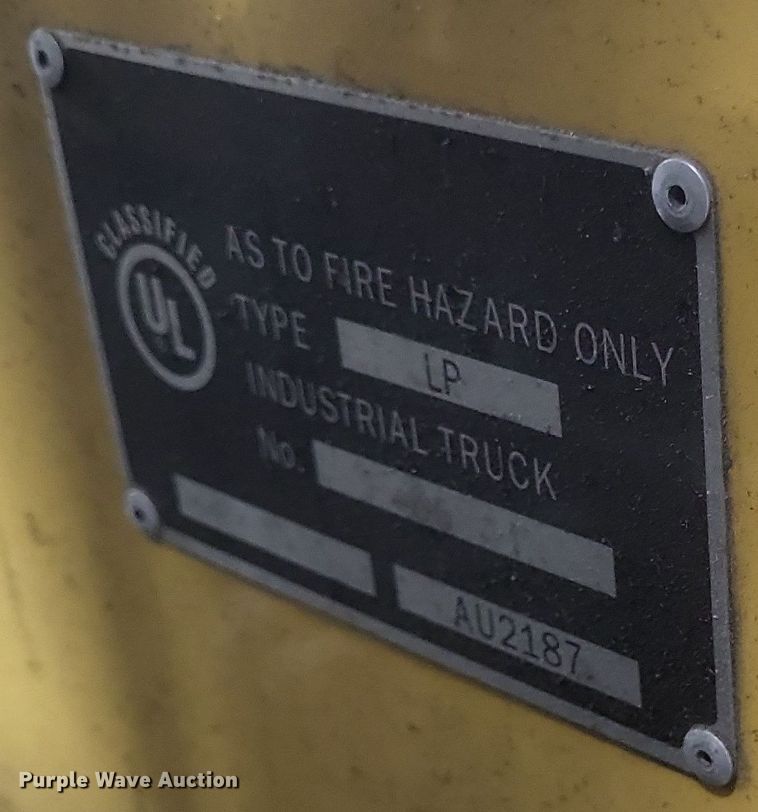 CLASSIFIED
UL
AS TO FIRE HAZARD ONLY
TYPE LP
INDUSTRIAL TRUCK
No.
AU2187
Purple Wave Auction